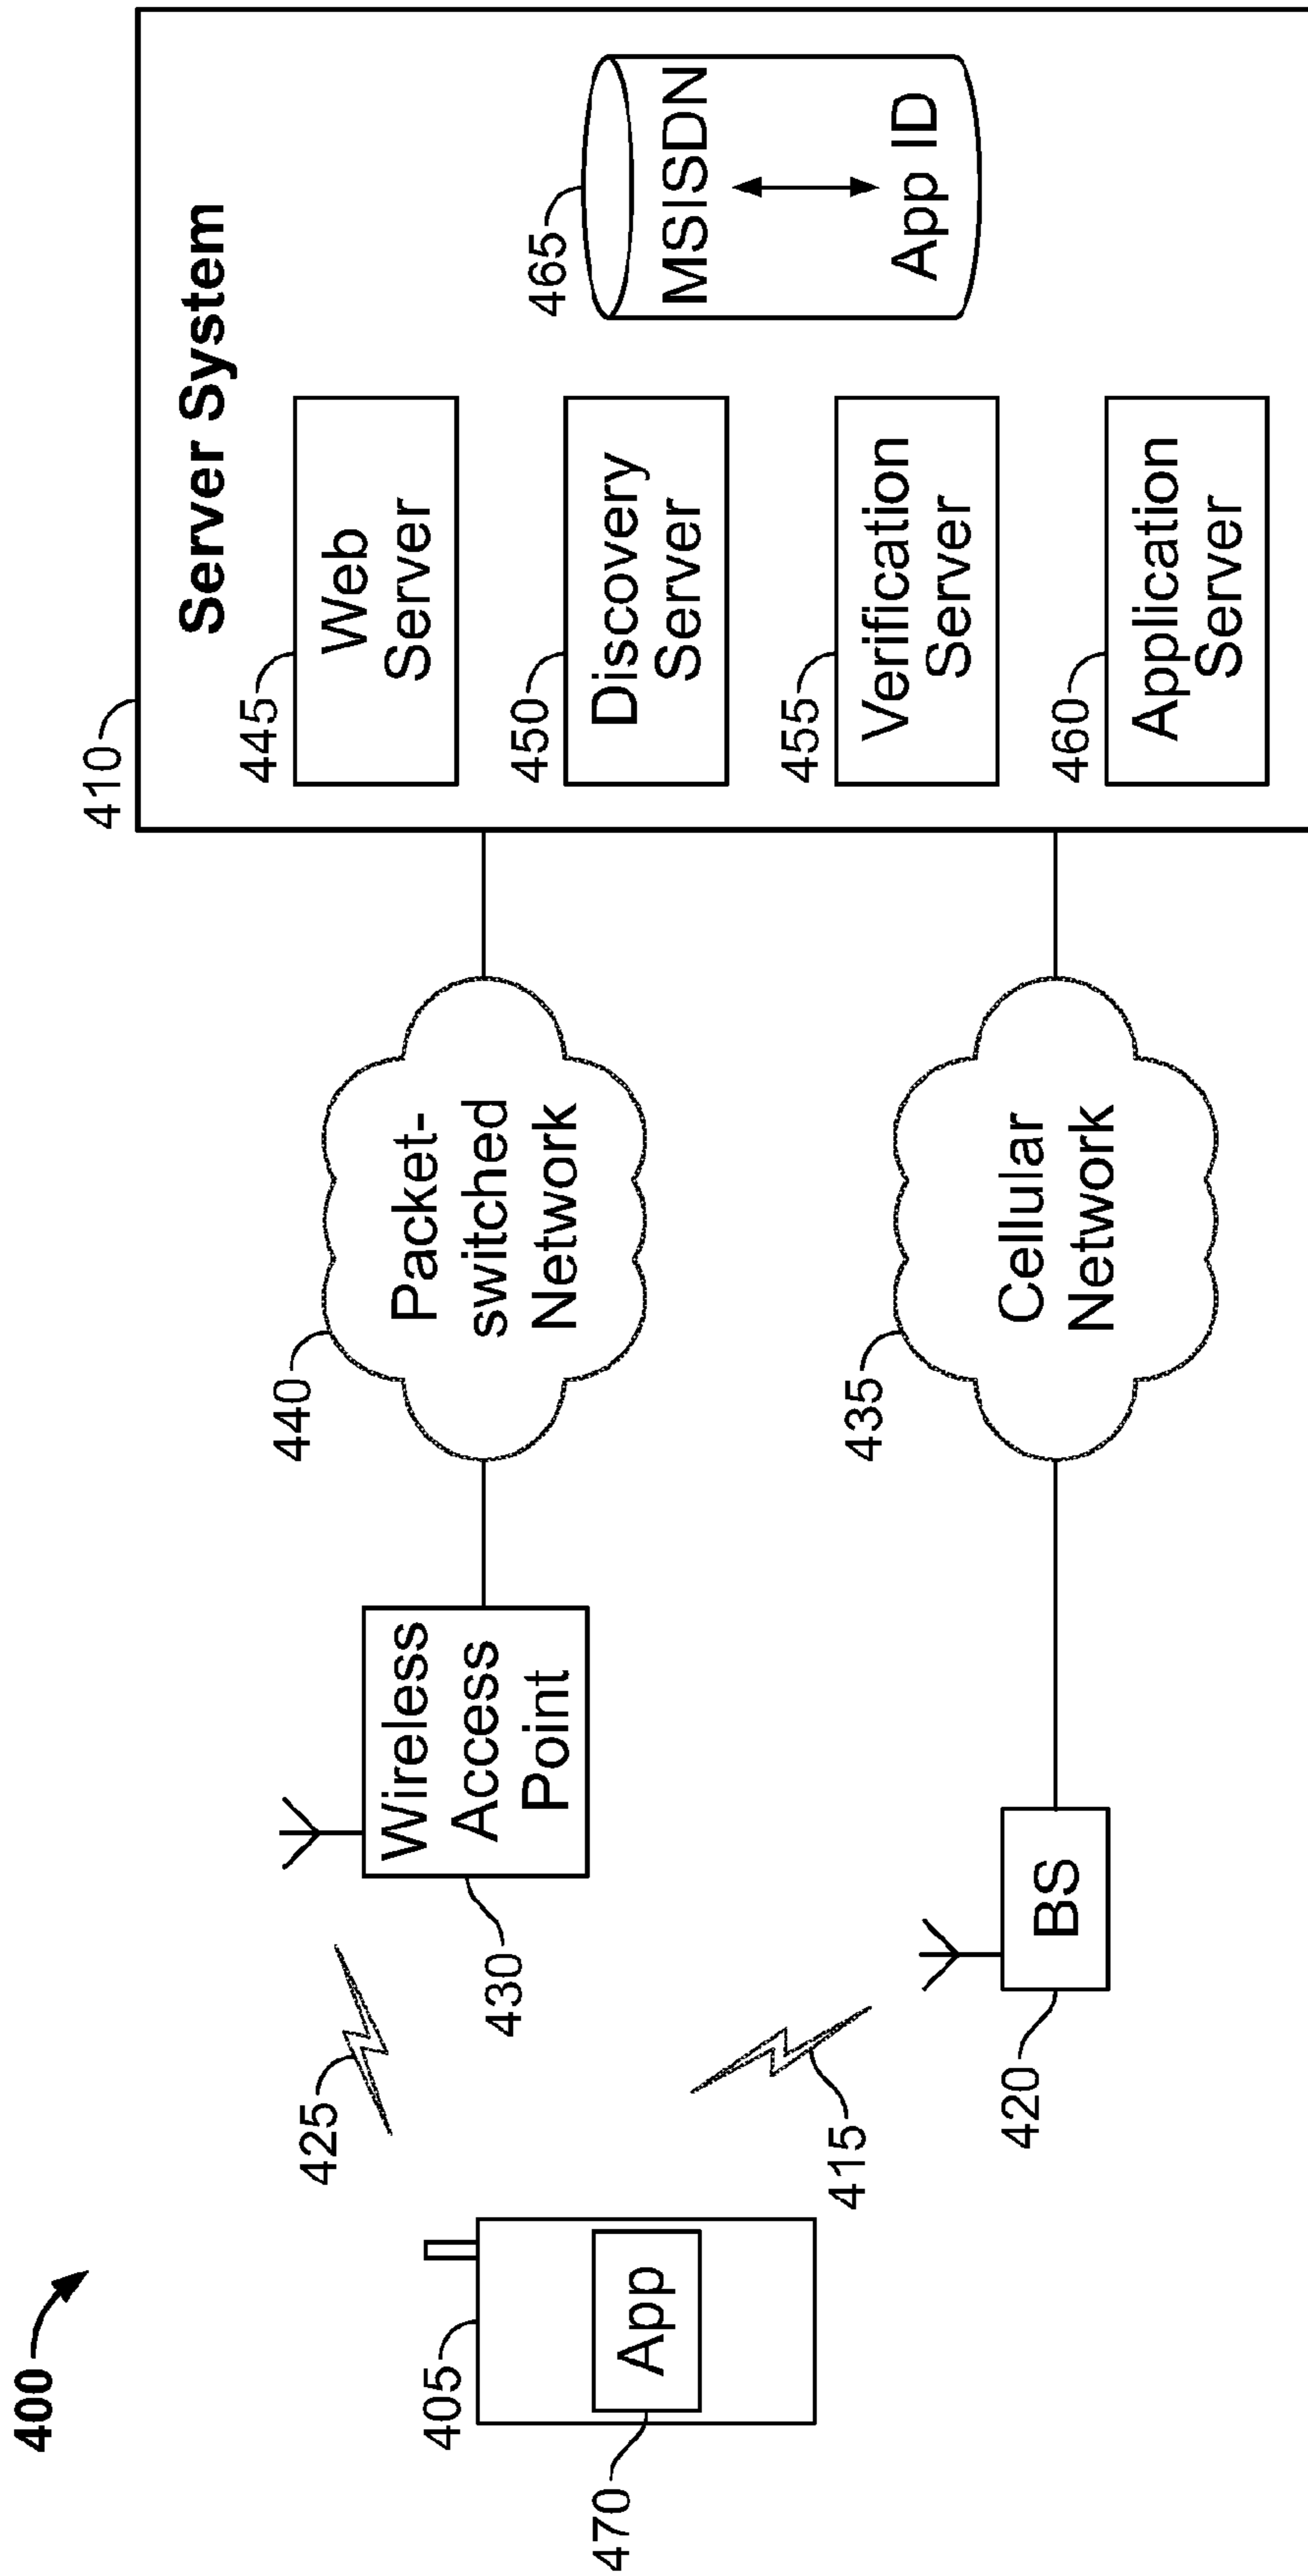 400
405
App
470
425
415
Wireless
Access
Point
430
BS
420
440
Packet-
switched
Network
435
Cellular
Network
410
Server System
445
Web
Server
450
Discovery
Server
455
Verification
Server
460
Application
Server
465
MSISDN
App ID